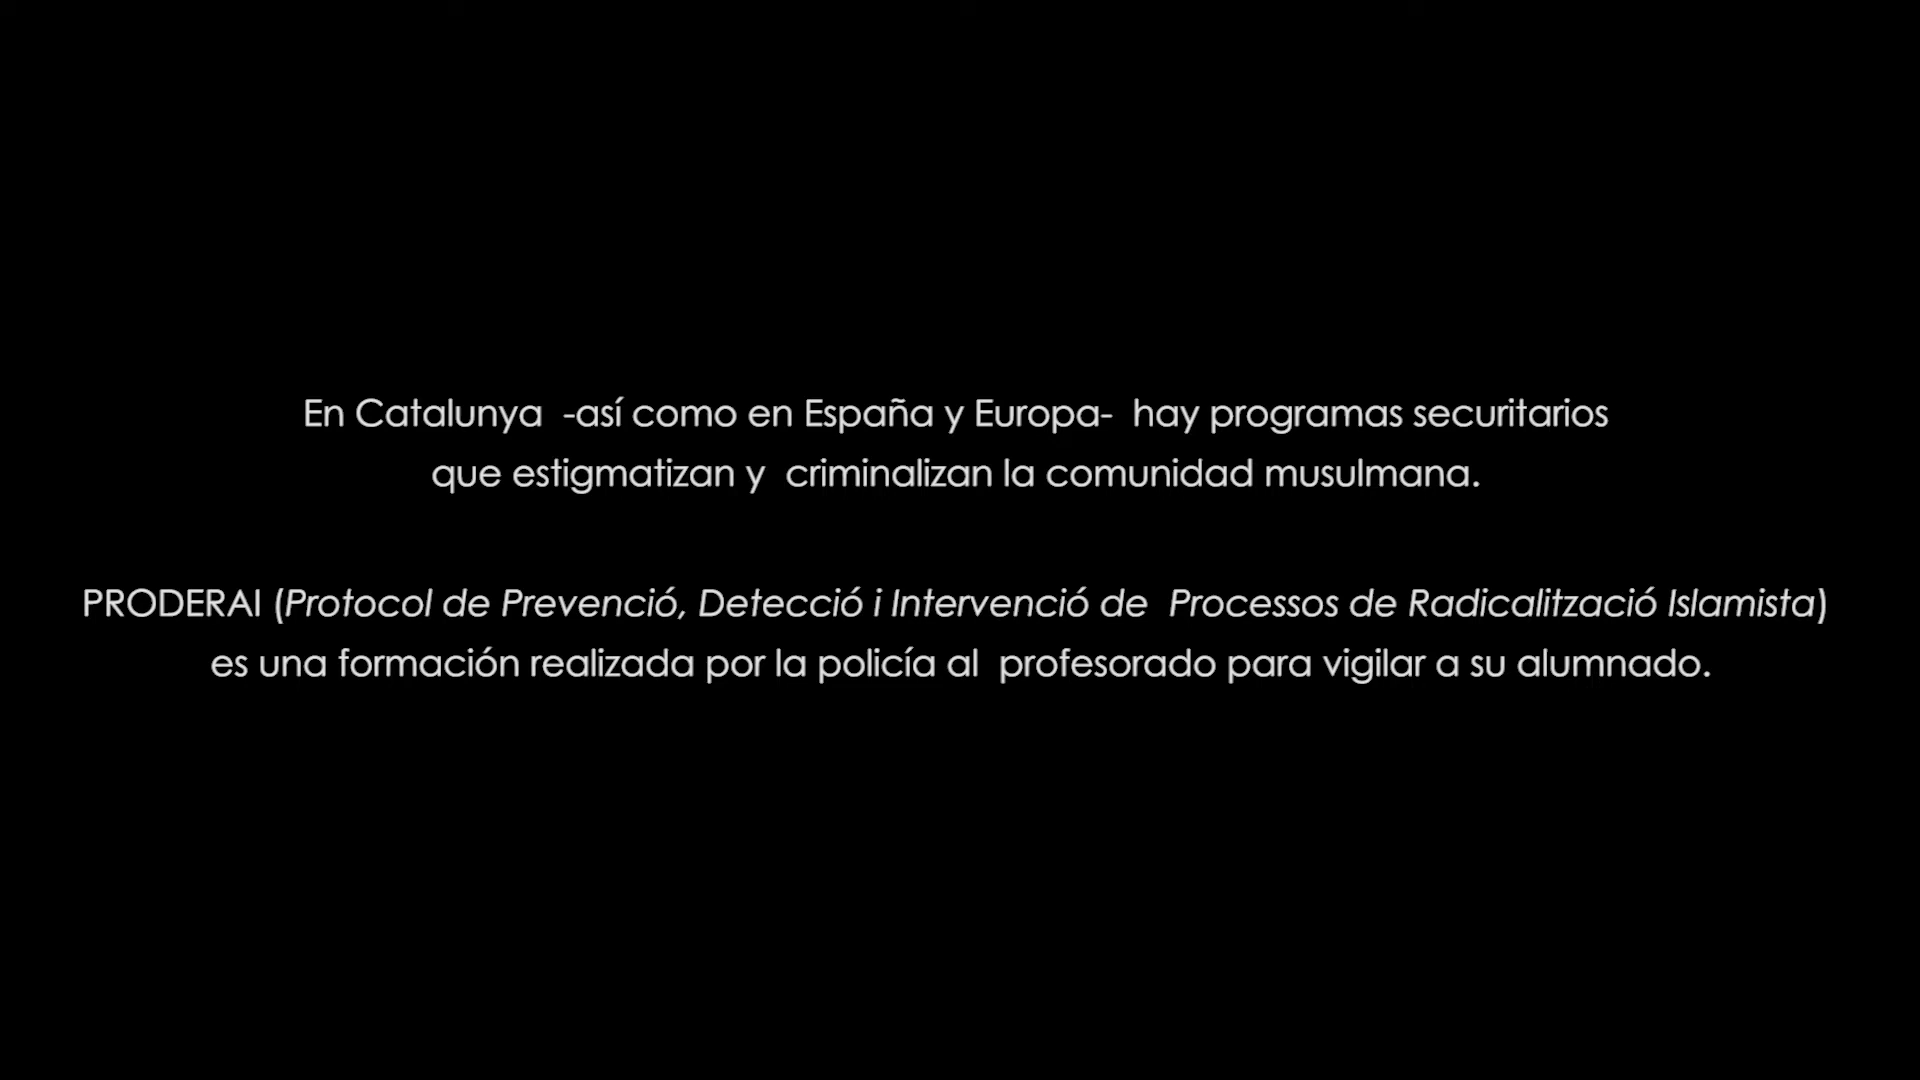 En Catalunya  -así como en España y Europa-  hay programas securitarios
que estigmatizan y  criminalizan la comunidad musulmana.
PRODERAI (Protocol de Prevenció, Detecció i Intervenció de  Processos de Radicalització Islamista)
es una formación realizada por la policía al  profesorado para vigilar a su alumnado.